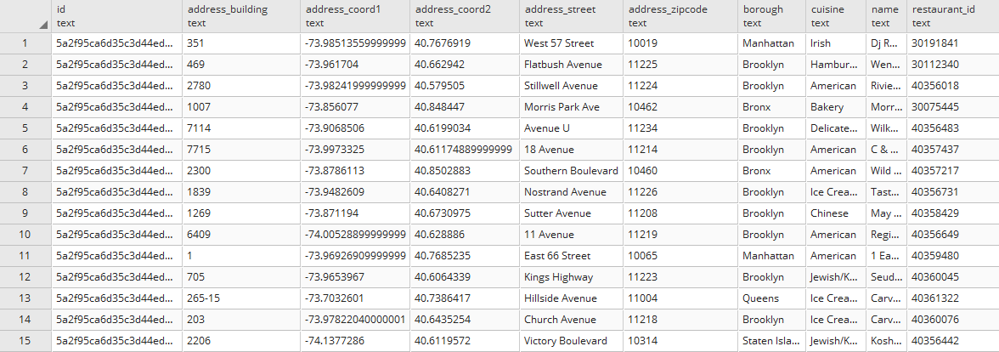 id address_building address_coord1 address_coord2 address_street address_zipcode borough cuisine name restaurant_id
text text text text text text text text text text
1 5a2f95ca6d35c3d44ed... 351 -73.98513559999999 40.7676919 West 57 Street 10019 Manhattan Irish Dj R... 30191841
2 5a2f95ca6d35c3d44ed... 469 -73.961704 40.662942 Flatbush Avenue 11225 Brooklyn Hambur... Wen... 30112340
3 5a2f95ca6d35c3d44ed... 2780 -73.98241999999999 40.579505 Stillwell Avenue 11224 Brooklyn American Rivie... 40356018
4 5a2f95ca6d35c3d44ed... 1007 -73.856077 40.848447 Morris Park Ave 10462 Bronx Bakery Morr... 30075445
5 5a2f95ca6d35c3d44ed... 7114 -73.9068506 40.6199034 Avenue U 11234 Brooklyn Delicate... Wilk... 40356483
6 5a2f95ca6d35c3d44ed... 7715 -73.9973325 40.61174889999999 18 Avenue 11214 Brooklyn American C & ... 40357437
7 5a2f95ca6d35c3d44ed... 2300 -73.8786113 40.8502883 Southern Boulevard 10460 Bronx American Wild ... 40357217
8 5a2f95ca6d35c3d44ed... 1839 -73.9482609 40.6408271 Nostrand Avenue 11226 Brooklyn Ice Crea... Tast... 40356731
9 5a2f95ca6d35c3d44ed... 1269 -73.871194 40.6730975 Sutter Avenue 11208 Brooklyn Chinese May ... 40358429
10 5a2f95ca6d35c3d44ed... 6409 -74.00528899999999 40.628886 11 Avenue 11219 Brooklyn American Regi... 40356649
11 5a2f95ca6d35c3d44ed... 1 -73.96926909999999 40.7685235 East 66 Street 10065 Manhattan American 1 Ea... 40359480
12 5a2f95ca6d35c3d44ed... 705 -73.9653967 40.6064339 Kings Highway 11223 Brooklyn Jewish/K... Seud... 40360045
13 5a2f95ca6d35c3d44ed... 265-15 -73.7032601 40.7386417 Hillside Avenue 11004 Queens Ice Crea... Carv... 40361322
14 5a2f95ca6d35c3d44ed... 203 -73.97822040000001 40.6435254 Church Avenue 11218 Brooklyn Ice Crea... Carv... 40360076
15 5a2f95ca6d35c3d44ed... 2206 -74.1377286 40.6119572 Victory Boulevard 10314 Staten Isla... Jewish/K... Kosh... 40356442